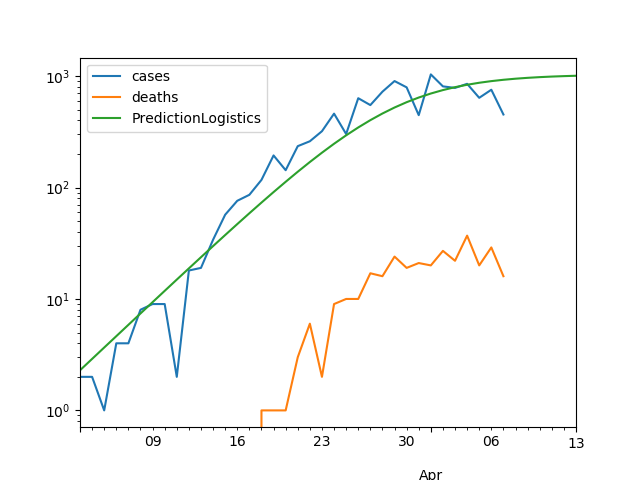 cases
deaths
PredictionLogistics
10³
10²
10¹
10⁰
09 16 23 30 06 13
Apr